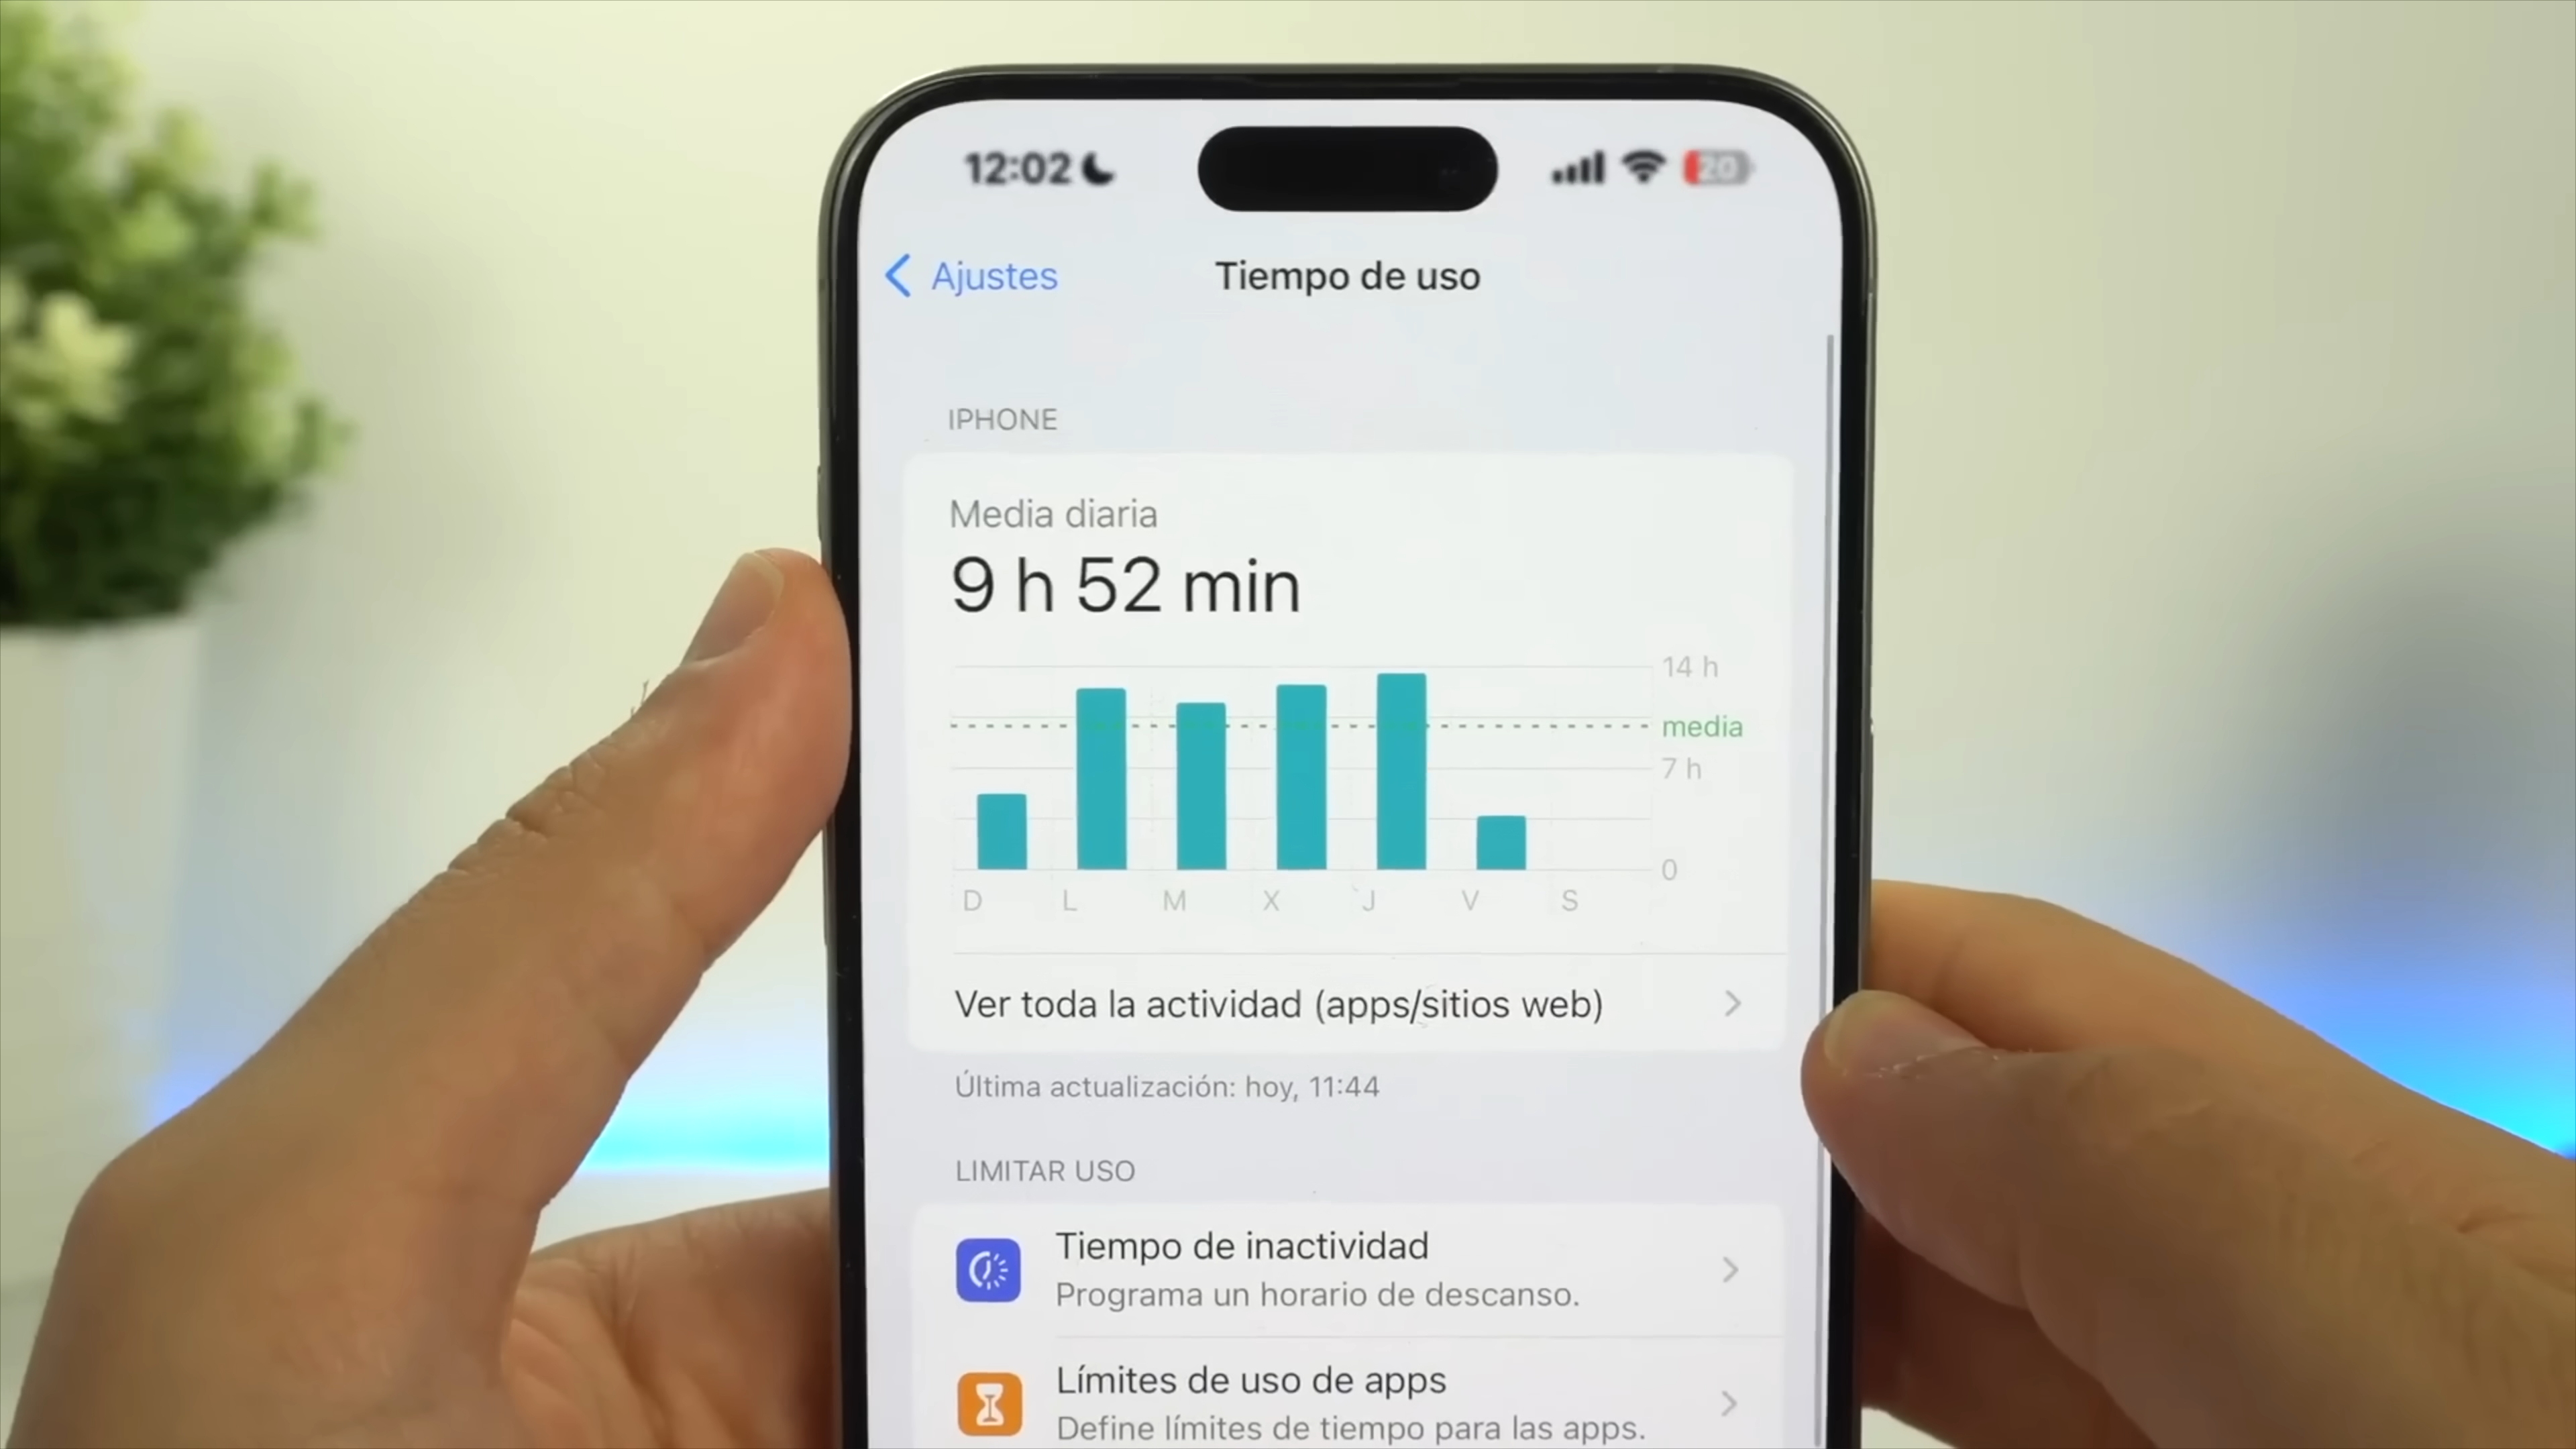 12:02
20
Ajustes
Tiempo de uso
IPHONE
Media diaria
9 h 52 min
14 h
media
7 h
0
D L M X J V S
Ver toda la actividad (apps/sitios web)
Última actualización: hoy, 11:44
LIMITAR USO
Tiempo de inactividad
Programa un horario de descanso.
Límites de uso de apps
Define límites de tiempo para las apps.